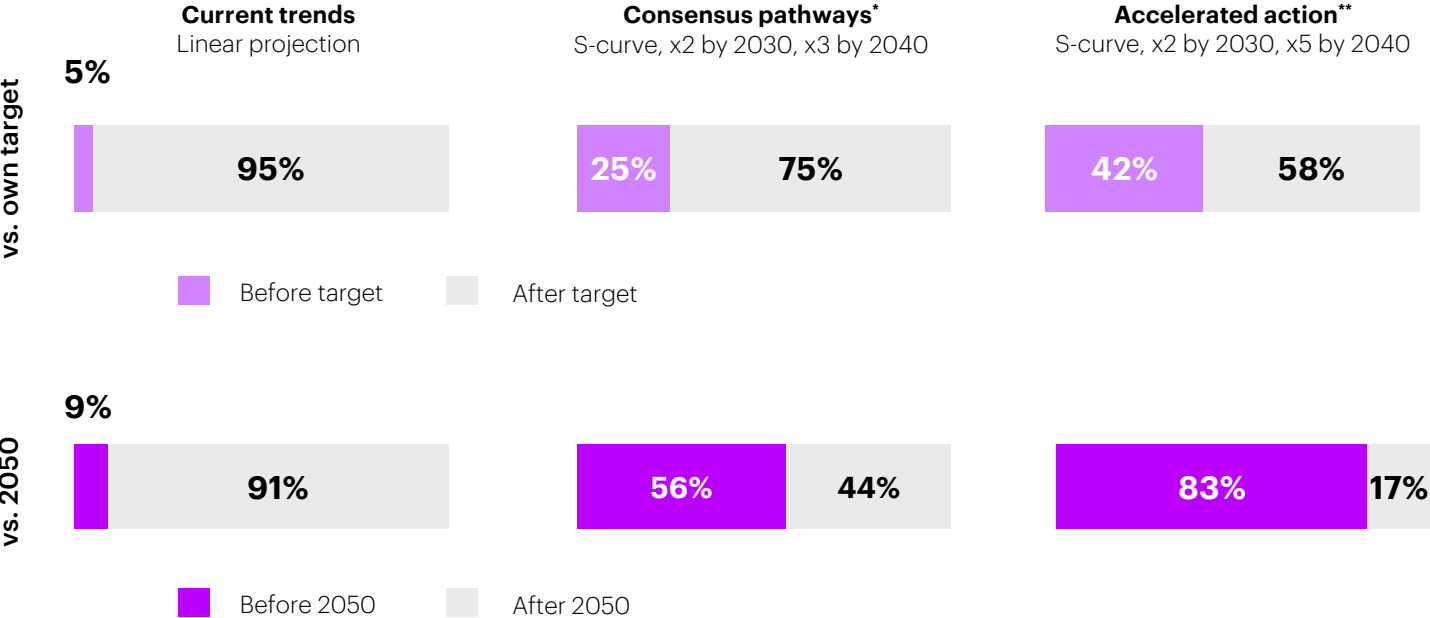 Current trends
Linear projection
Consensus pathways*
S-curve, x2 by 2030, x3 by 2040
Accelerated action**
S-curve, x2 by 2030, x5 by 2040
vs. own target
5%
95%
25%
75%
42%
58%
Before target
After target
vs. 2050
9%
91%
56%
44%
83%
17%
Before 2050
After 2050